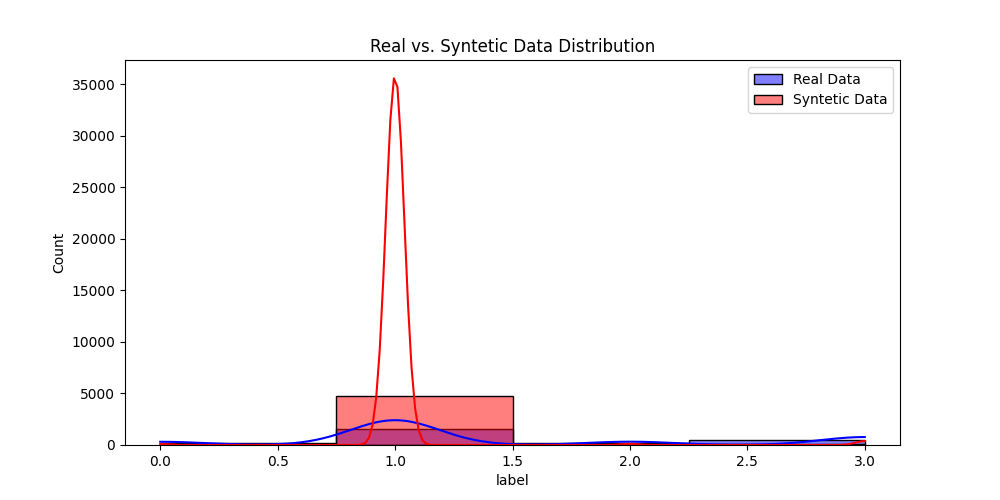 Real vs. Syntetic Data Distribution
Real Data
Syntetic Data
Count
35000
30000
25000
20000
15000
10000
5000
0
0.0 0.5 1.0 1.5 2.0 2.5 3.0
label